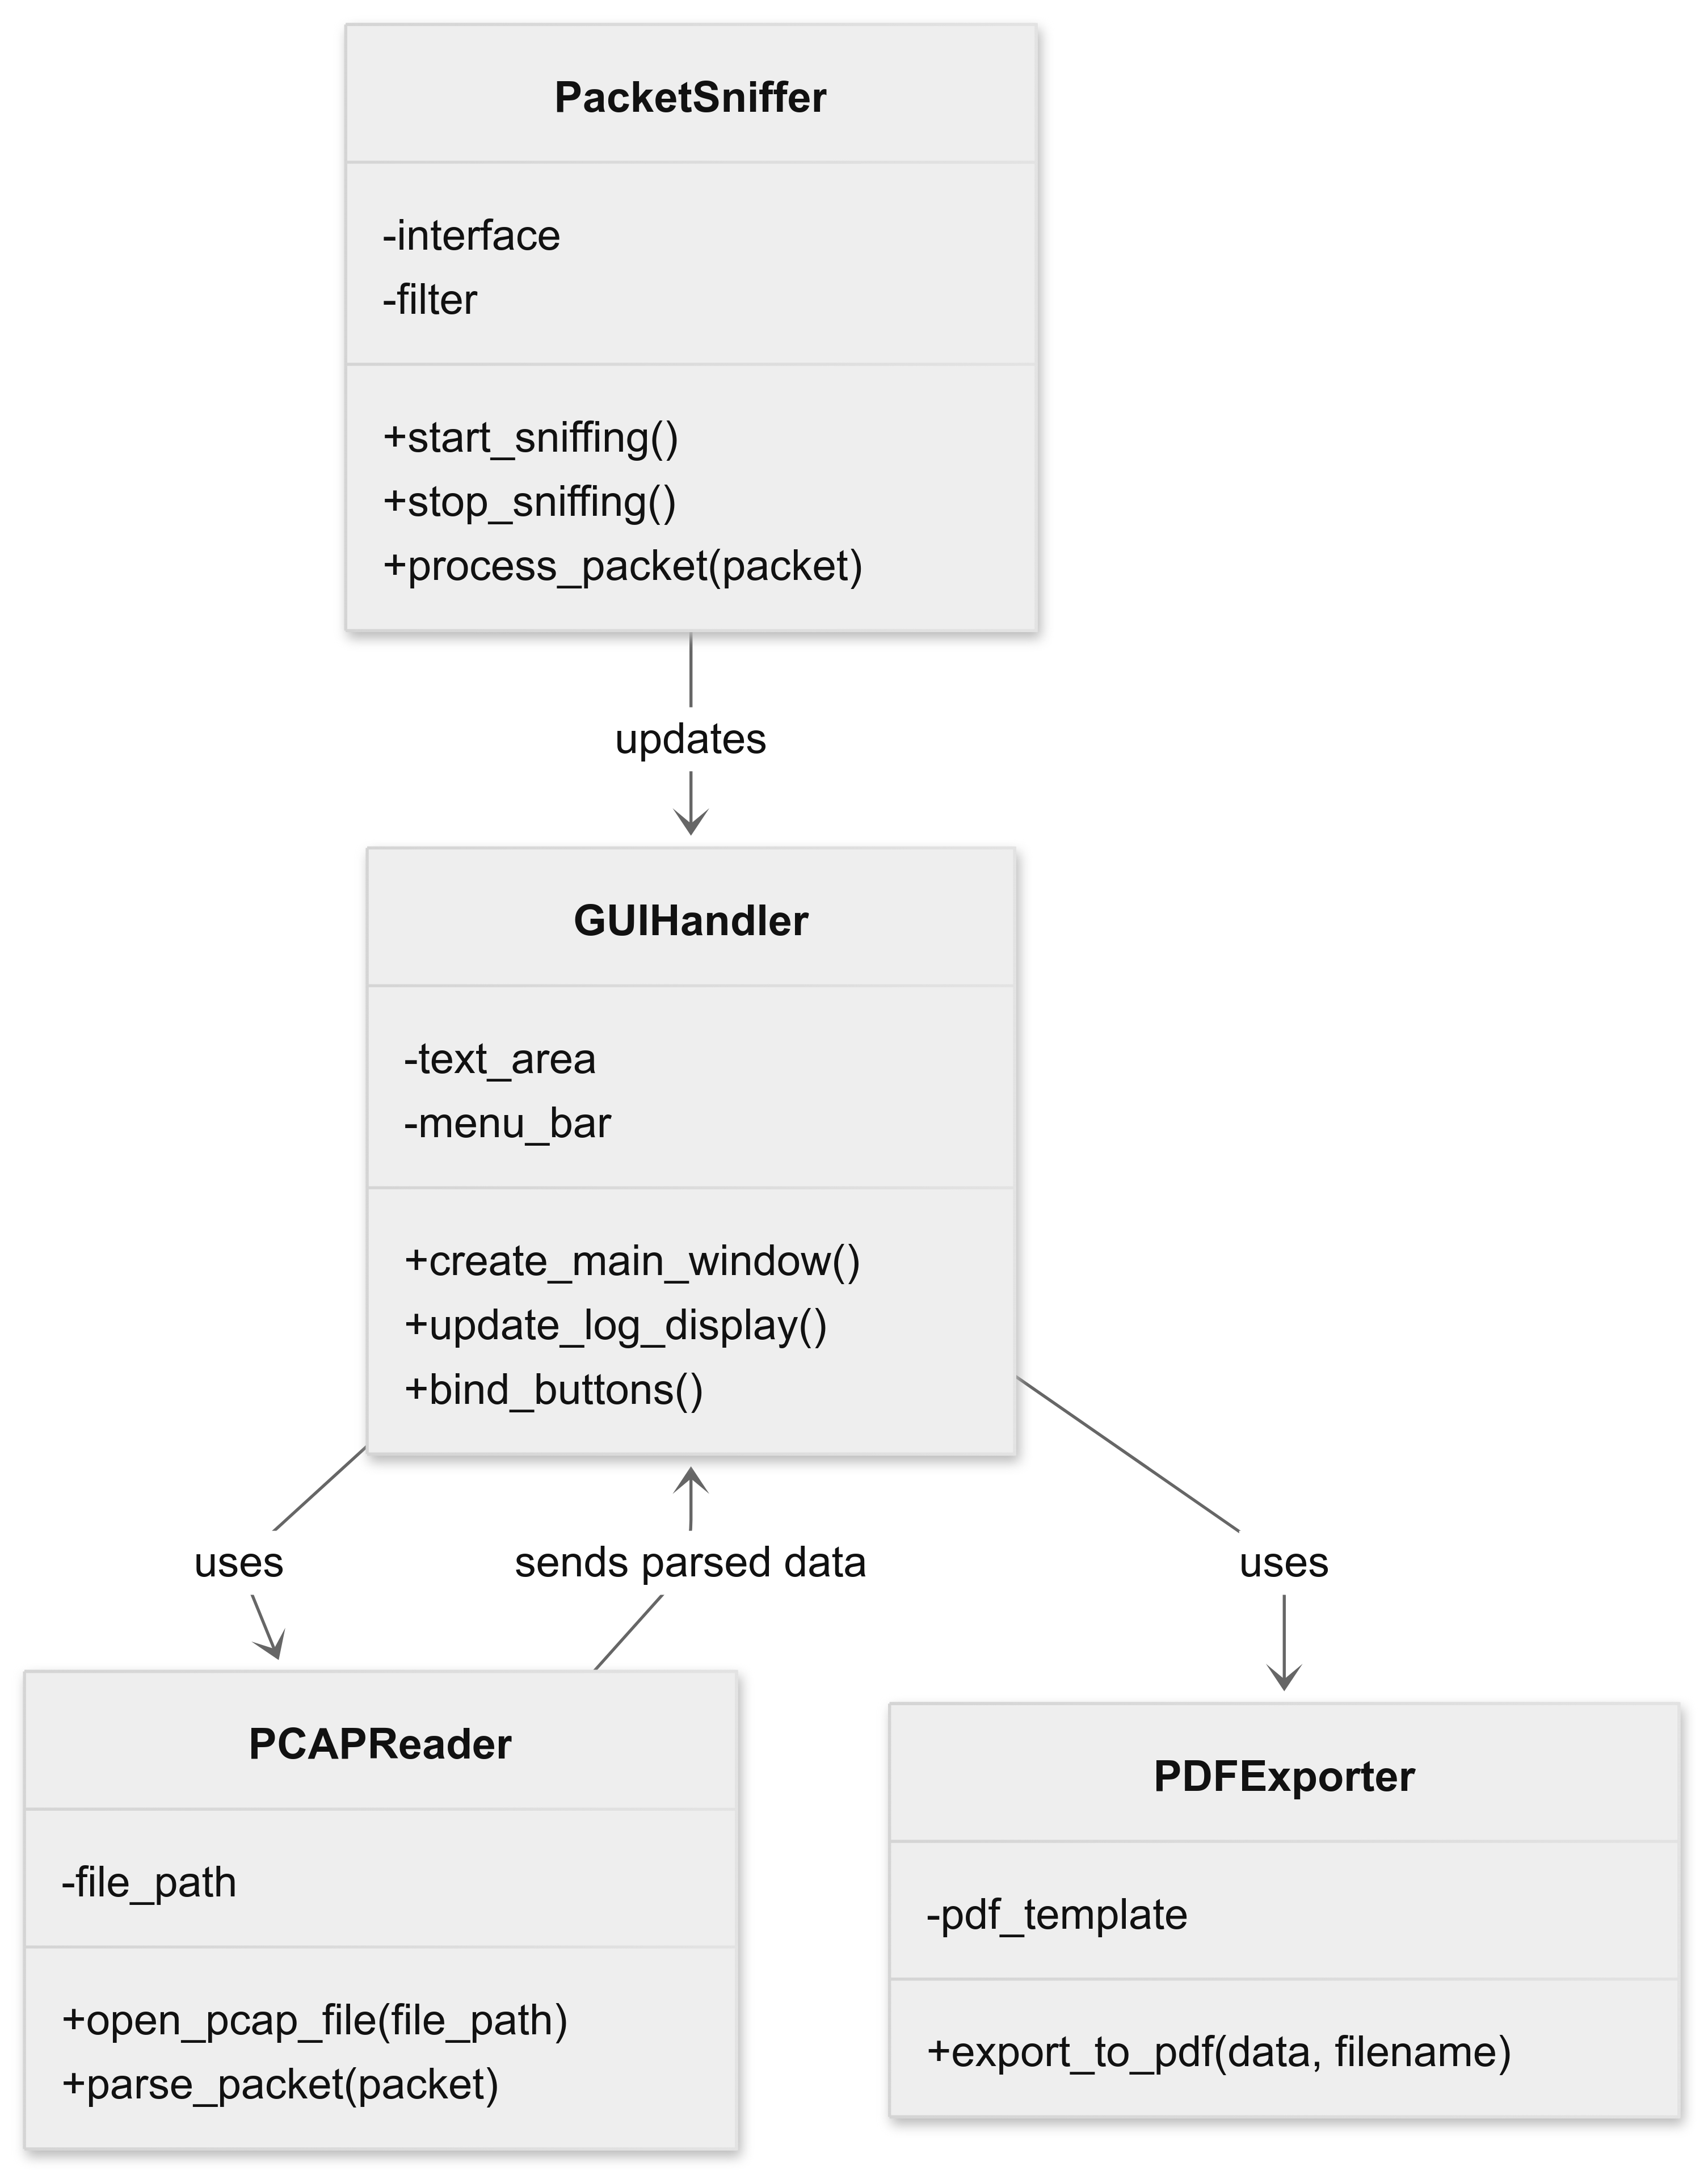 PacketSniffer
-interface
-filter
+start_sniffing()
+stop_sniffing()
+process_packet(packet)
updates
GUIHandler
-text_area
-menu_bar
+create_main_window()
+update_log_display()
+bind_buttons()
uses
sends parsed data
uses
PCAPReader
-file_path
+open_pcap_file(file_path)
+parse_packet(packet)
PDFExporter
-pdf_template
+export_to_pdf(data, filename)